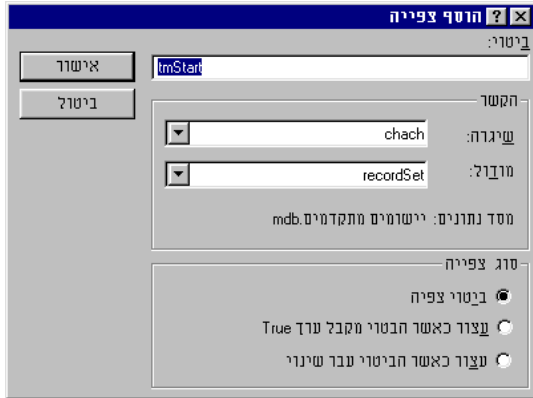 הוסף צפייה
ביטוי:
tmStart
אישור
ביטול
הקשר
שיגרה:
chach
מודול:
recordSet
מסד נתונים: יישומים מתקדמים.mdb
סוג צפייה
ביטוי צפיה
עצור כאשר הבטוי מקבל ערך True
עצור כאשר הביטוי עבר שינוי